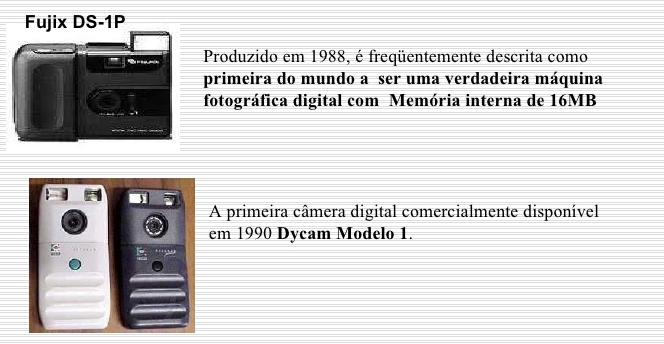 Fujix DS-1P
Produzido em 1988, é freqüentemente descrita como
primeira do mundo a  ser uma verdadeira máquina
fotográfica digital com  Memória interna de 16MB
A primeira câmera digital comercialmente disponível
em 1990 Dycam Modelo 1.